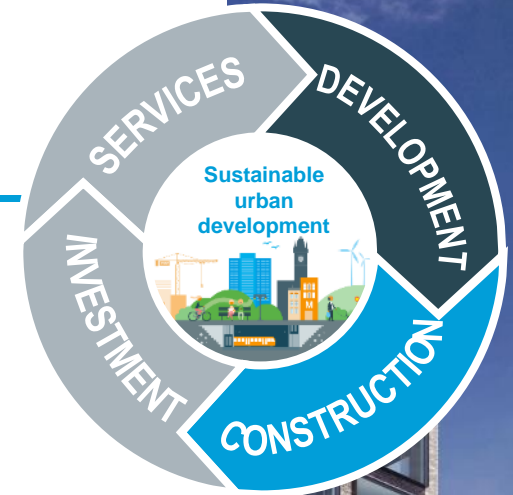 SERVICES
DEVELOPMENT
Sustainable
urban
development
INVESTMENT
CONSTRUCTION
M